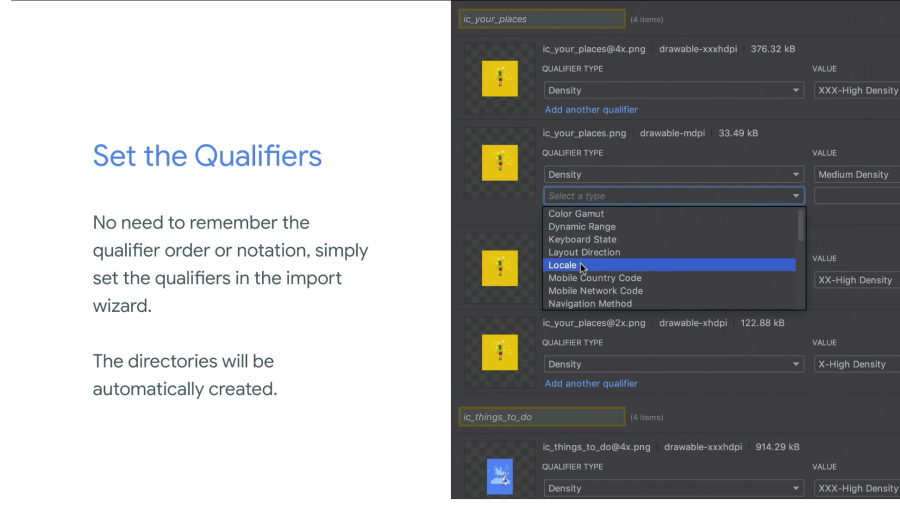 Set the Qualifiers
No need to remember the
qualifier order or notation, simply
set the qualifiers in the import
wizard.
The directories will be
automatically created.
ic_your_places (4 items)
ic_your_places@4x.png drawable-xxxhdpi 376.32 kB
QUALIFIER TYPE VALUE
Density XXX-High Density
Add another qualifier
ic_your_places.png drawable-mdpi 33.49 kB
QUALIFIER TYPE VALUE
Density Medium Density
Select a type
Color Gamut
Dynamic Range
Keyboard State
Layout Direction
VALUE
Locale
Mobile Country Code
XX-High Density
Mobile Network Code
Navigation Method
ic_your_places@2x.png drawable-xhdpi 122.88 kB
QUALIFIER TYPE VALUE
Density X-High Density
Add another qualifier
ic_things_to_do (4 items)
ic_things_to_do@4x.png drawable-xxxhdpi 914.29 kB
QUALIFIER TYPE VALUE
Density XXX-High Density